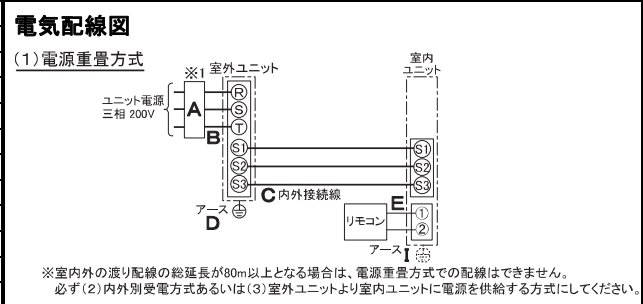 電気配線図
(1)電源重畳方式
※1
室外ユニット
室内
ユニット
ユニット電源
三相 200V
A
B
R
S
T
S1
S2
S3
S1
S2
S3
C 内外接続線
アース
D
リモコン
E
①
②
アース I
※室内外の渡り配線の総延長が80m以上となる場合は、電源重畳方式での配線はできません。
必ず(2)内外別受電方式あるいは(3)室外ユニットより室内ユニットに電源を供給する方式にしてください。